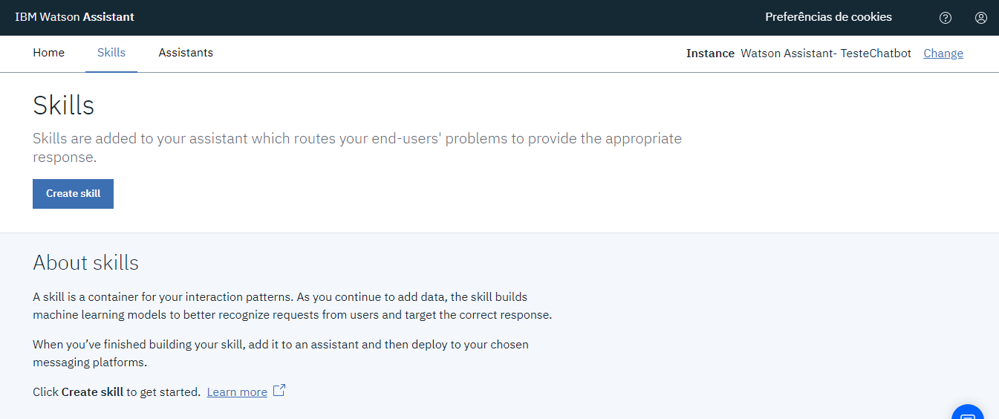 IBM Watson Assistant
Preferências de cookies
Home
Skills
Assistants
Instance Watson Assistant- TesteChatbot Change
Skills
Skills are added to your assistant which routes your end-users' problems to provide the appropriate
response.
Create skill
About skills
A skill is a container for your interaction patterns. As you continue to add data, the skill builds
machine learning models to better recognize requests from users and target the correct response.
When you’ve finished building your skill, add it to an assistant and then deploy to your chosen
messaging platforms.
Click Create skill to get started. Learn more